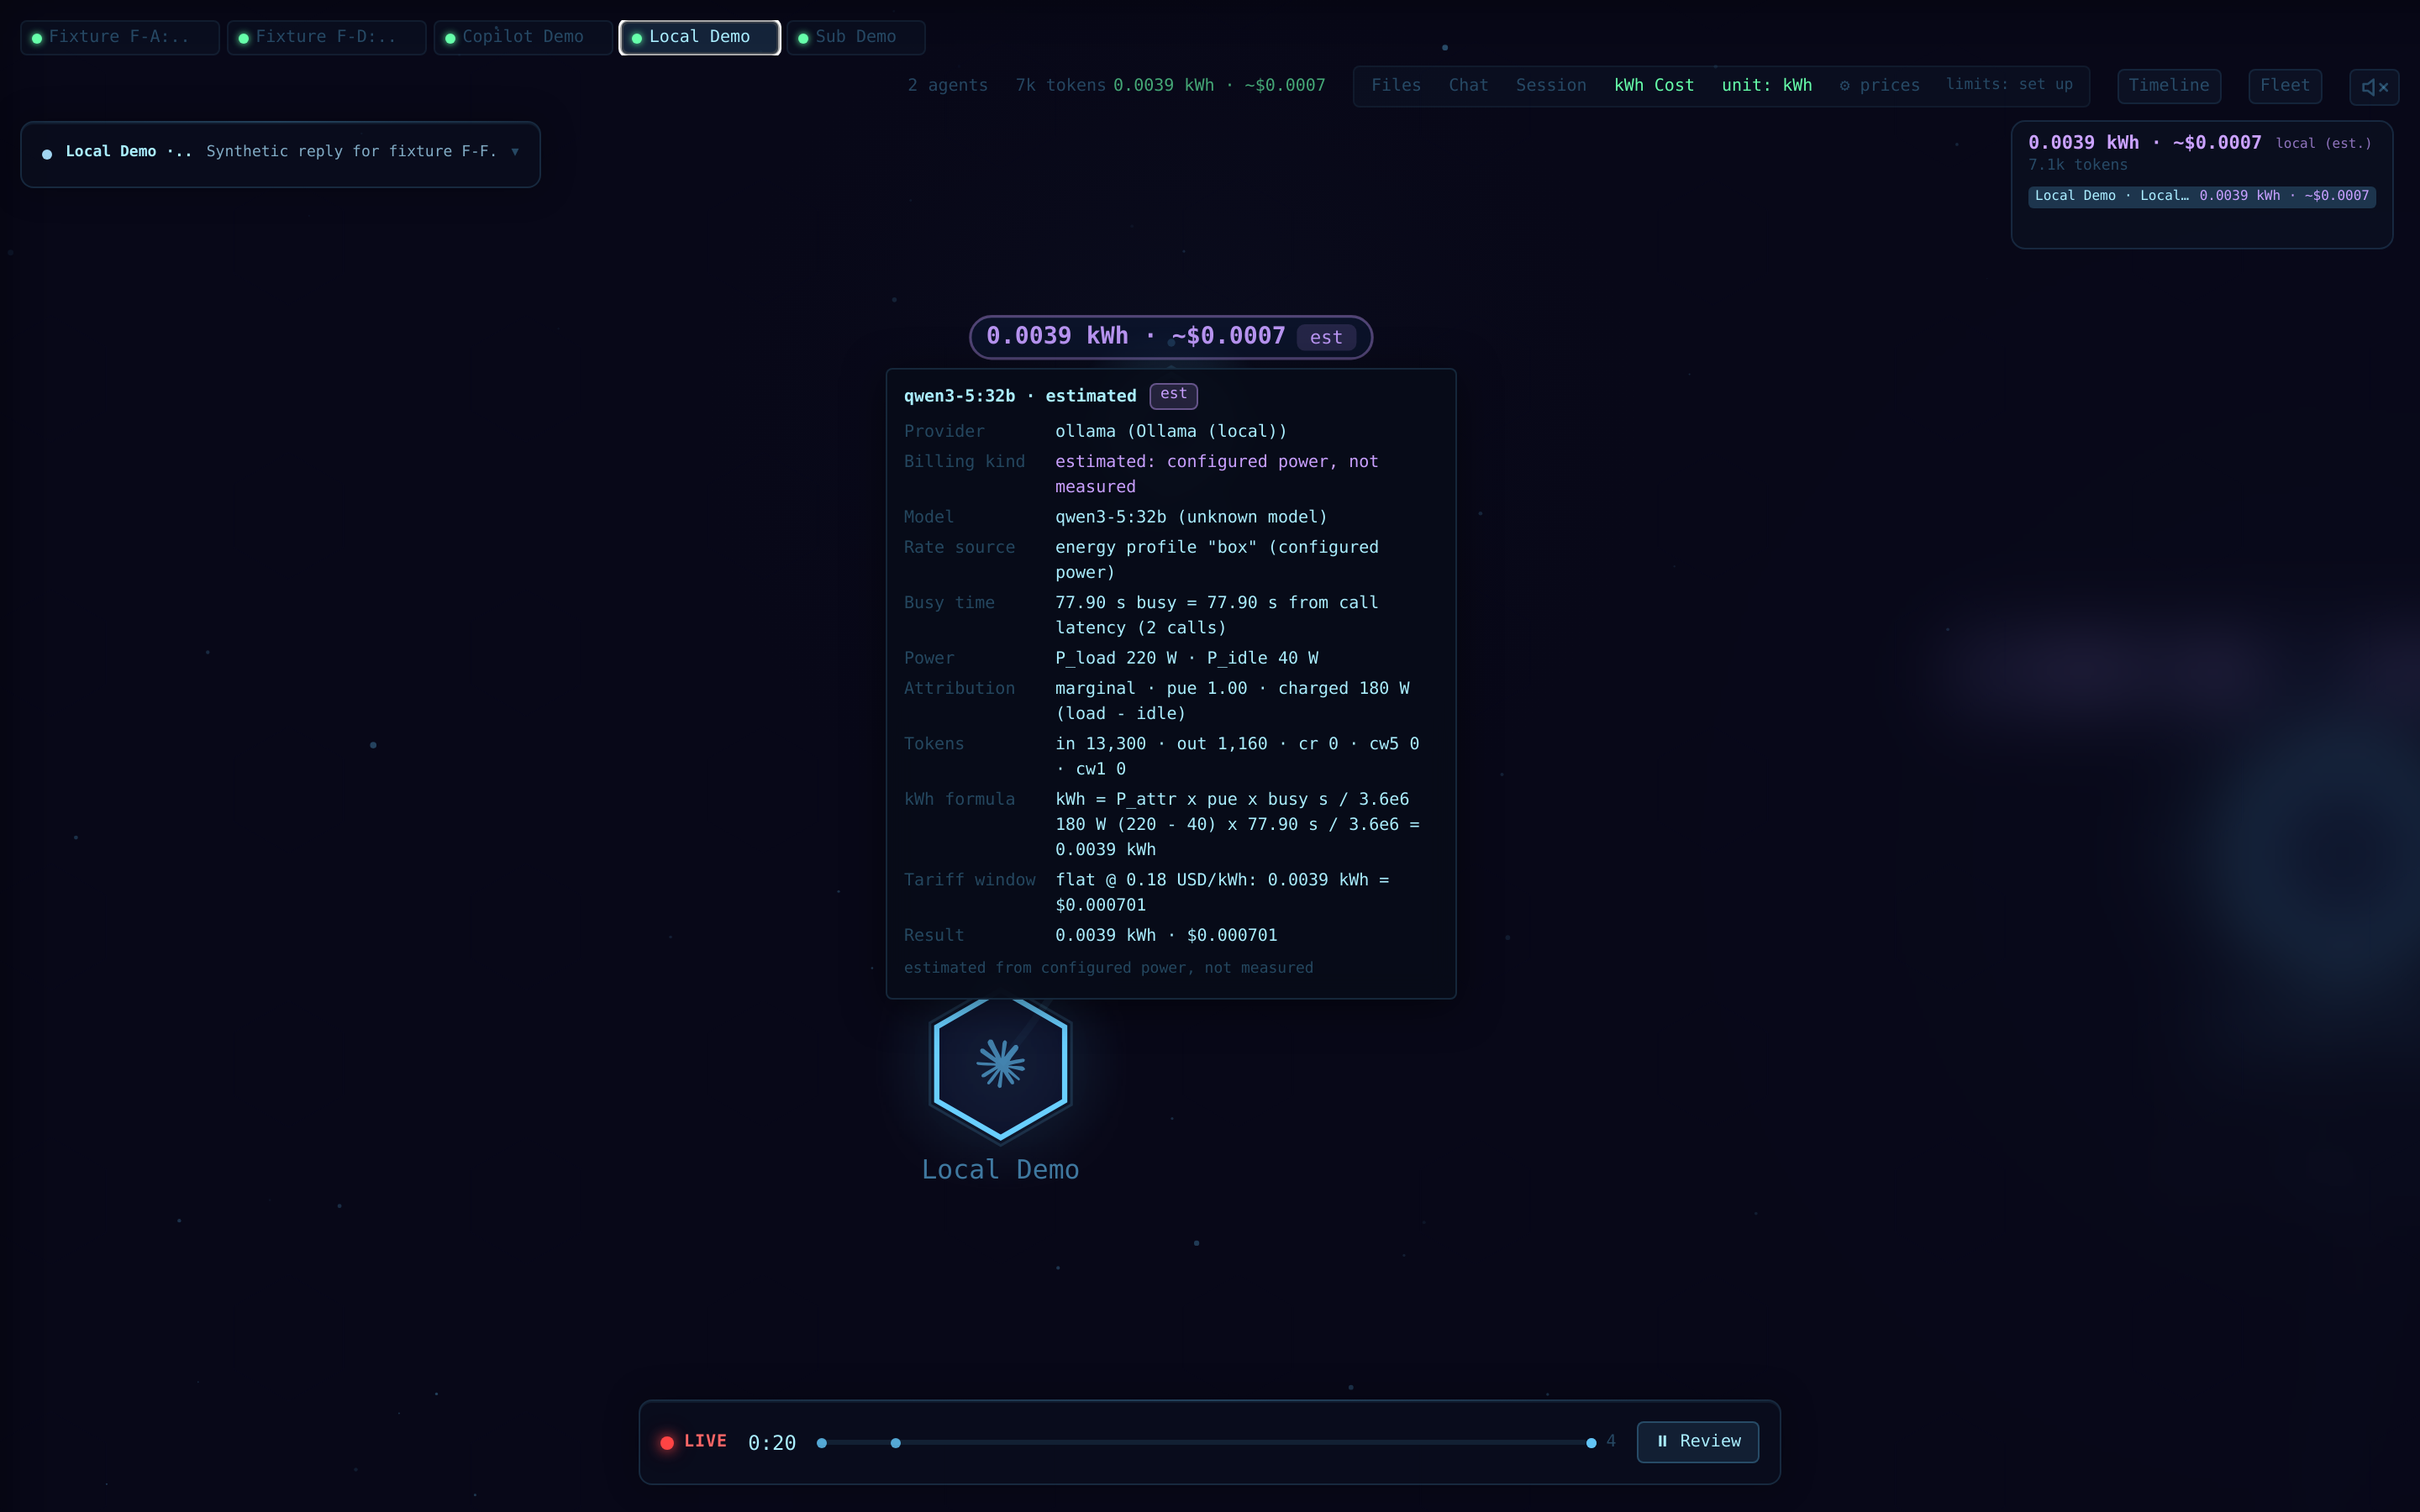 Fixture F-A:..
Fixture F-D:..
Copilot Demo
Local Demo
Sub Demo
2 agents 7k tokens 0.0039 kWh · ~$0.0007 Files Chat Session kWh Cost unit: kWh ⚙ prices limits: set up Timeline Fleet
Local Demo ·.. Synthetic reply for fixture F-F. ▼
0.0039 kWh · ~$0.0007 local (est.)
7.1k tokens
Local Demo · Local… 0.0039 kWh · ~$0.0007
0.0039 kWh · ~$0.0007 est
qwen3-5:32b · estimated est
Provider ollama (Ollama (local))
Billing kind estimated: configured power, not
measured
Model qwen3-5:32b (unknown model)
Rate source energy profile "box" (configured
power)
Busy time 77.90 s busy = 77.90 s from call
latency (2 calls)
Power P_load 220 W · P_idle 40 W
Attribution marginal · pue 1.00 · charged 180 W
(load - idle)
Tokens in 13,300 · out 1,160 · cr 0 · cw5 0
· cw1 0
kWh formula kWh = P_attr x pue x busy s / 3.6e6
180 W (220 - 40) x 77.90 s / 3.6e6 =
0.0039 kWh
Tariff window flat @ 0.18 USD/kWh: 0.0039 kWh =
$0.000701
Result 0.0039 kWh · $0.000701
estimated from configured power, not measured
Local Demo
LIVE 0:20 4 Review